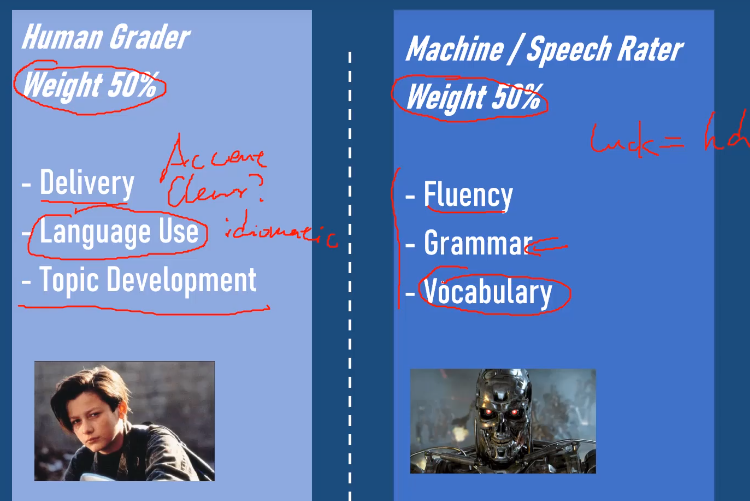 Human Grader
Weight 50%
- Delivery
Clear?
- Language Use
idiomatic
- Topic Development
Machine / Speech Rater
Weight 50%
luck =
- Fluency
- Grammar
- Vocabulary